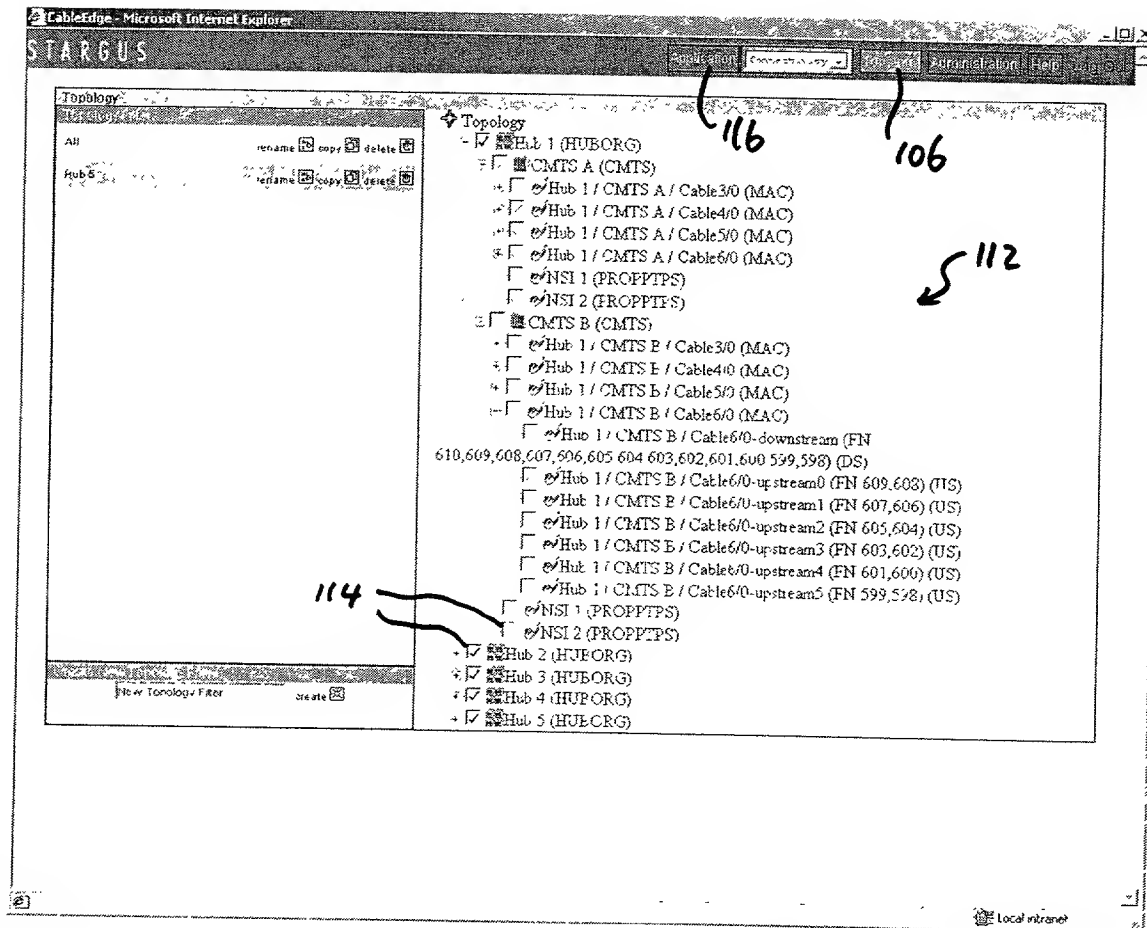 CableEdge - Microsoft Internet Explorer
STARGUS
Application
Administration Help
116
106
Topology
All
rename copy delete
Hub 5
rename copy delete
New Topology Filter
create
Topology
Hub 1 (HUBORG)
CMTS A (CMTS)
Hub 1 / CMTS A / Cable3/0 (MAC)
Hub 1 / CMTS A / Cable4/0 (MAC)
Hub 1 / CMTS A / Cable5/0 (MAC)
Hub 1 / CMTS A / Cable6/0 (MAC)
NSI 1 (PROPPTPS)
NSI 2 (PROPPTPS)
CMTS B (CMTS)
Hub 1 / CMTS B / Cable3/0 (MAC)
Hub 1 / CMTS B / Cable4/0 (MAC)
Hub 1 / CMTS B / Cable5/0 (MAC)
Hub 1 / CMTS B / Cable6/0 (MAC)
Hub 1 / CMTS B / Cable6/0-downstream (FN
610,609,608,607,606,605 604 603,602,601,600 599,598) (DS)
Hub 1 / CMTS B / Cable6/0-upstream0 (FN 609,608) (US)
Hub 1 / CMTS B / Cable6/0-upstream1 (FN 607,606) (US)
Hub 1 / CMTS B / Cable6/0-upstream2 (FN 605,604) (US)
Hub 1 / CMTS B / Cable6/0-upstream3 (FN 603,602) (US)
Hub 1 / CMTS B / Cable6/0-upstream4 (FN 601,600) (US)
Hub 1 / CMTS B / Cable6/0-upstream5 (FN 599,598) (US)
NSI 1 (PROPPTPS)
NSI 2 (PROPPTPS)
Hub 2 (HUBORG)
Hub 3 (HUBORG)
Hub 4 (HUBORG)
Hub 5 (HUBORG)
112
114
Local intranet